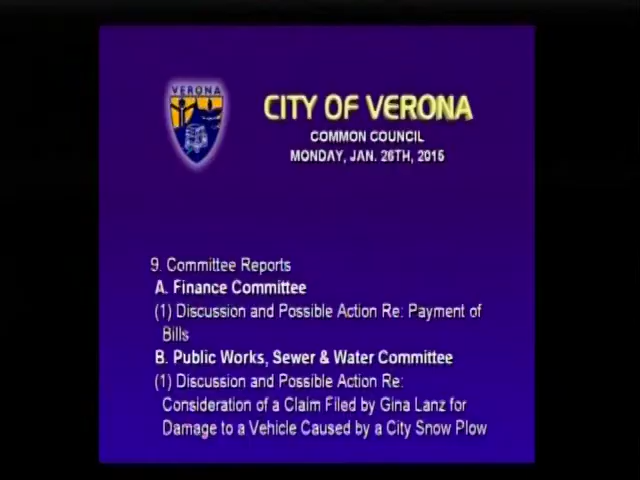 VERONA
CITY OF VERONA
COMMON COUNCIL
MONDAY, JAN. 26TH, 2015
9. Committee Reports
A. Finance Committee
(1) Discussion and Possible Action Re: Payment of
Bills
B. Public Works, Sewer & Water Committee
(1) Discussion and Possible Action Re:
Consideration of a Claim Filed by Gina Lanz for
Damage to a Vehicle Caused by a City Snow Plow